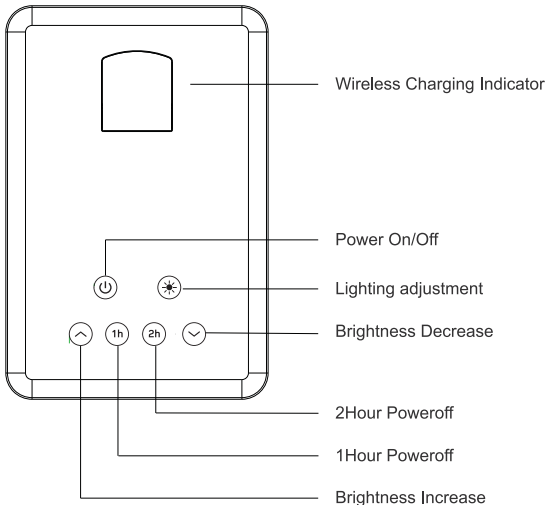 Wireless Charging Indicator
Power On/Off
Lighting adjustment
1h
2h
Brightness Decrease
2Hour Poweroff
1Hour Poweroff
Brightness Increase